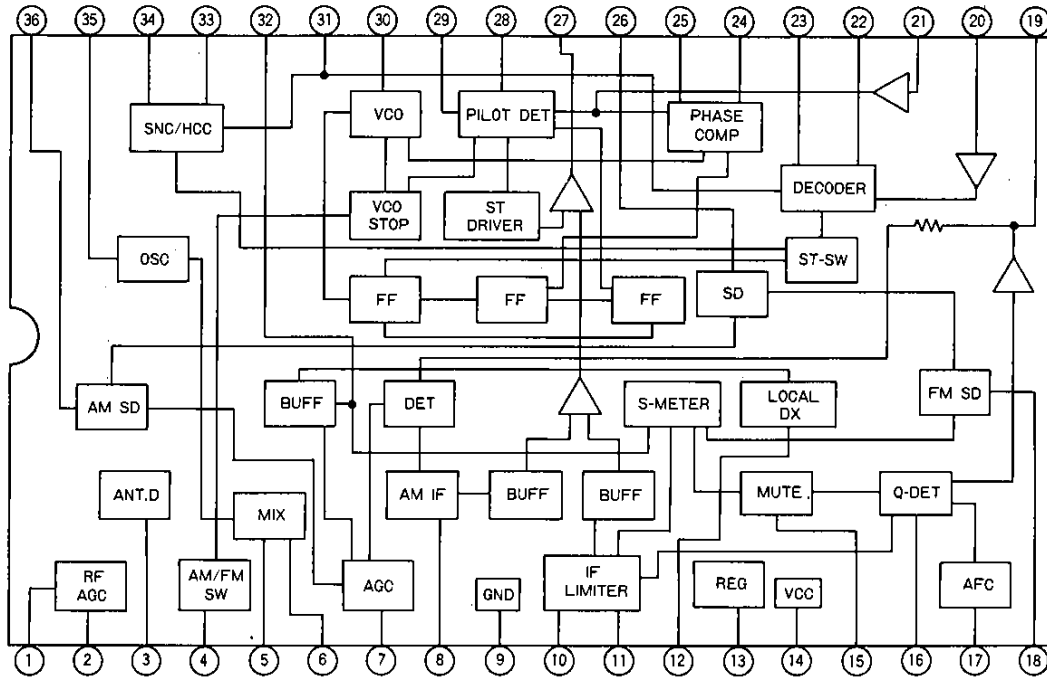 36 35 34 33 32 31 30 29 28 27 26 25 24 23 22 21 20 19
SNC/HCC
VCO
PILOT DET
PHASE
COMP
DECODER
VCO
STOP
ST
DRIVER
OSC
ST-SW
FF
FF
FF
SD
AM SD
BUFF
DET
S-METER
LOCAL
DX
FM SD
ANT.D
MIX
AM IF
BUFF
BUFF
MUTE.
Q-DET
RF
AGC
AM/FM
SW
AGC
GND
IF
LIMITER
REG
VCC
AFC
1 2 3 4 5 6 7 8 9 10 11 12 13 14 15 16 17 18